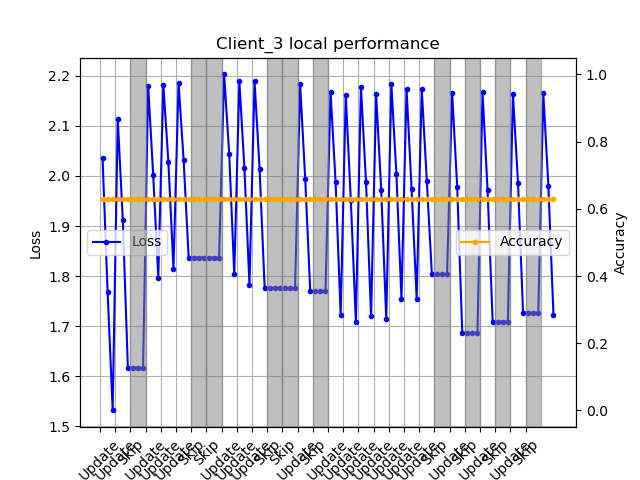 Client_3 local performance
2.2
2.1
2.0
1.9
1.8
1.7
1.6
1.5
Loss
Loss
Accuracy
1.0
0.8
0.6
0.4
0.2
0.0
Accuracy
Update
Update
Skip
Update
Update
Update
Skip
Skip
Update
Update
Update
Skip
Skip
Update
Skip
Update
Update
Update
Update
Update
Update
Update
Skip
Update
Skip
Update
Skip
Update
Skip